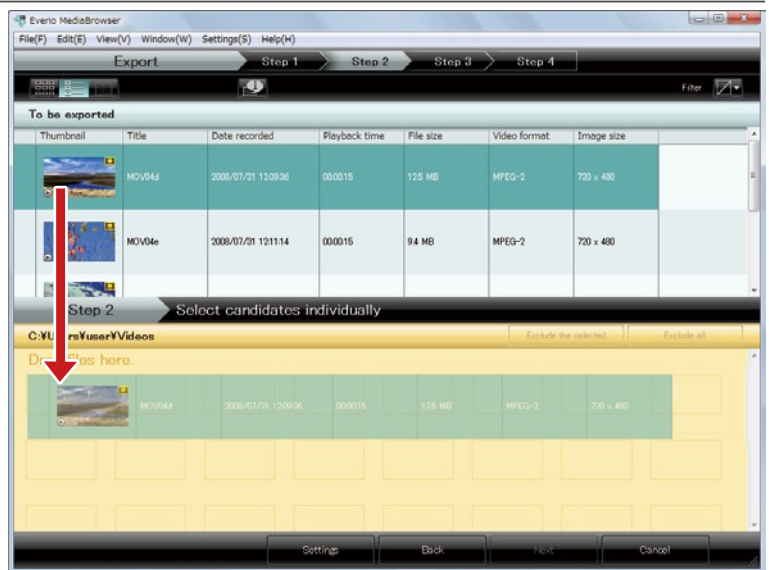 Everio MediaBrowser
File(F) Edit(E) View(V) Window(W) Settings(S) Help(H)
Export Step 1 Step 2 Step 3 Step 4
Filter
To be exported
Thumbnail Title Date recorded Playback time File size Video format Image size
MOV04d 2008/07/21 12:09:36 00:00:15 12.5 MB MPEG-2 720 x 480
MOV04e 2008/07/31 12:11:14 00:00:15 9.4 MB MPEG-2 720 x 480
Step 2 Select candidates individually
C:¥Users¥user¥Videos Exclude the selected Exclude all
files here.
MOV04d 2008/07/21 12:09:36 00:00:15 12.5 MB MPEG-2 720 x 480
Settings Back Next Cancel